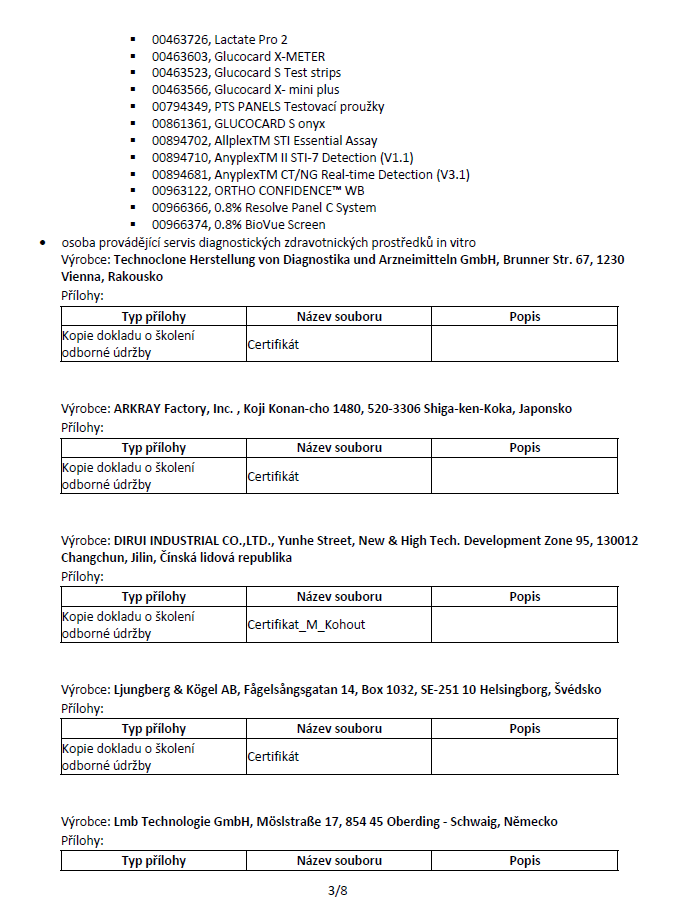 ▪ 00463726, Lactate Pro 2
▪ 00463603, Glucocard X-METER
▪ 00463523, Glucocard S Test strips
▪ 00463566, Glucocard X- mini plus
▪ 00794349, PTS PANELS Testovací proužky
▪ 00861361, GLUCOCARD S onyx
▪ 00894702, AllplexTM STI Essential Assay
▪ 00894710, AnyplexTM II STI-7 Detection (V1.1)
▪ 00894681, AnyplexTM CT/NG Real-time Detection (V3.1)
▪ 00963122, ORTHO CONFIDENCE™ WB
▪ 00966366, 0.8% Resolve Panel C System
▪ 00966374, 0.8% BioVue Screen
• osoba provádějící servis diagnostických zdravotnických prostředků in vitro
Výrobce: Technoclone Herstellung von Diagnostika und Arzneimitteln GmbH, Brunner Str. 67, 1230
Vienna, Rakousko
Přílohy:
Typ přílohy Název souboru Popis
Kopie dokladu o školení
odborné údržby
Certifikát
Výrobce: ARKRAY Factory, Inc. , Koji Konan-cho 1480, 520-3306 Shiga-ken-Koka, Japonsko
Přílohy:
Typ přílohy Název souboru Popis
Kopie dokladu o školení
odborné údržby
Certifikát
Výrobce: DIRUI INDUSTRIAL CO.,LTD., Yunhe Street, New & High Tech. Development Zone 95, 130012
Changchun, Jilin, Čínská lidová republika
Přílohy:
Typ přílohy Název souboru Popis
Kopie dokladu o školení
odborné údržby
Certifikat_M_Kohout
Výrobce: Ljungberg & Kögel AB, Fågelsångsgatan 14, Box 1032, SE-251 10 Helsingborg, Švédsko
Přílohy:
Typ přílohy Název souboru Popis
Kopie dokladu o školení
odborné údržby
Certifikát
Výrobce: Lmb Technologie GmbH, Möslstraße 17, 854 45 Oberding - Schwaig, Německo
Přílohy:
Typ přílohy Název souboru Popis
3/8